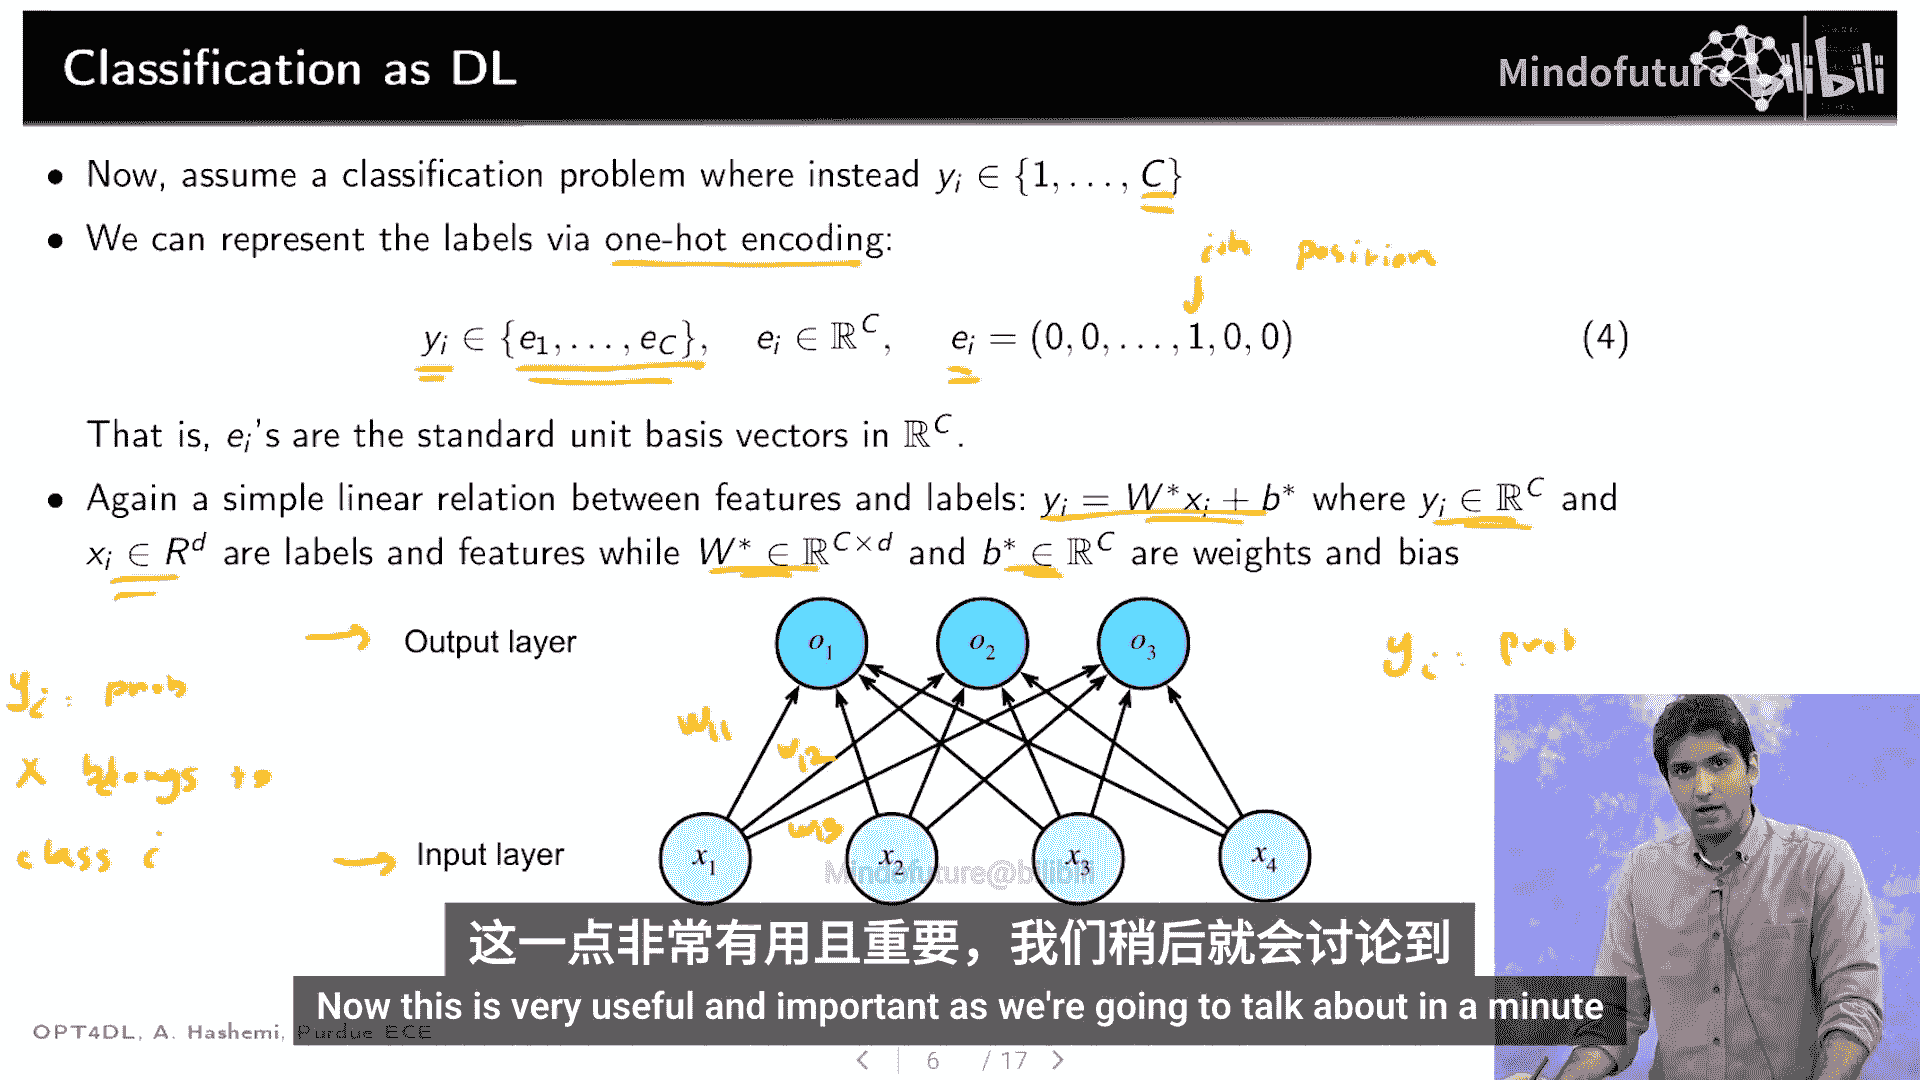 Classification as DL
Mindofuture bilibili
• Now, assume a classification problem where instead yᵢ ∈ {1, . . . , C}
• We can represent the labels via one-hot encoding:
ith position
yᵢ ∈ {e₁, . . . , e_C}, eᵢ ∈ ℝ^C, eᵢ = (0, 0, . . . , 1, 0, 0) (4)
That is, eᵢ's are the standard unit basis vectors in ℝ^C.
• Again a simple linear relation between features and labels: yᵢ = W*xᵢ + b* where yᵢ ∈ ℝ^C and
xᵢ ∈ R^d are labels and features while W* ∈ ℝ^{C×d} and b* ∈ ℝ^C are weights and bias
Output layer
o₁ o₂ o₃
yᵢ : prob
yᵢ : prob
x belongs to
class i
w₁₁
w₁₂
w₁₃
Input layer
x₁ x₂ x₃ x₄
Mindofuture@bilibili
这一点非常有用且重要，我们稍后就会讨论到
Now this is very useful and important as we're going to talk about in a minute
OPT4DL, A. Hashemi, Purdue ECE
6 / 17